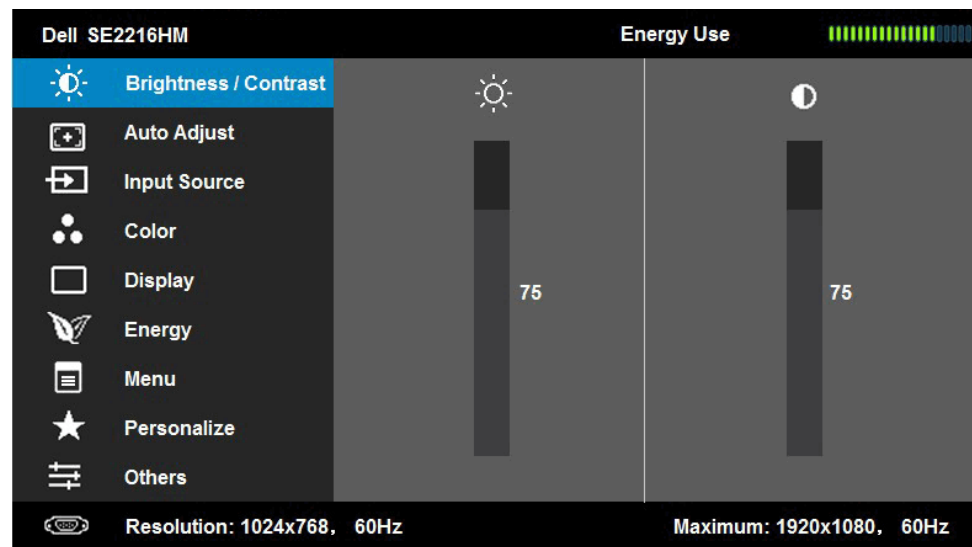 Dell SE2216HM Energy Use
Brightness / Contrast
Auto Adjust
Input Source
Color
Display
75 75
Energy
Menu
Personalize
Others
Resolution: 1024x768, 60Hz Maximum: 1920x1080, 60Hz